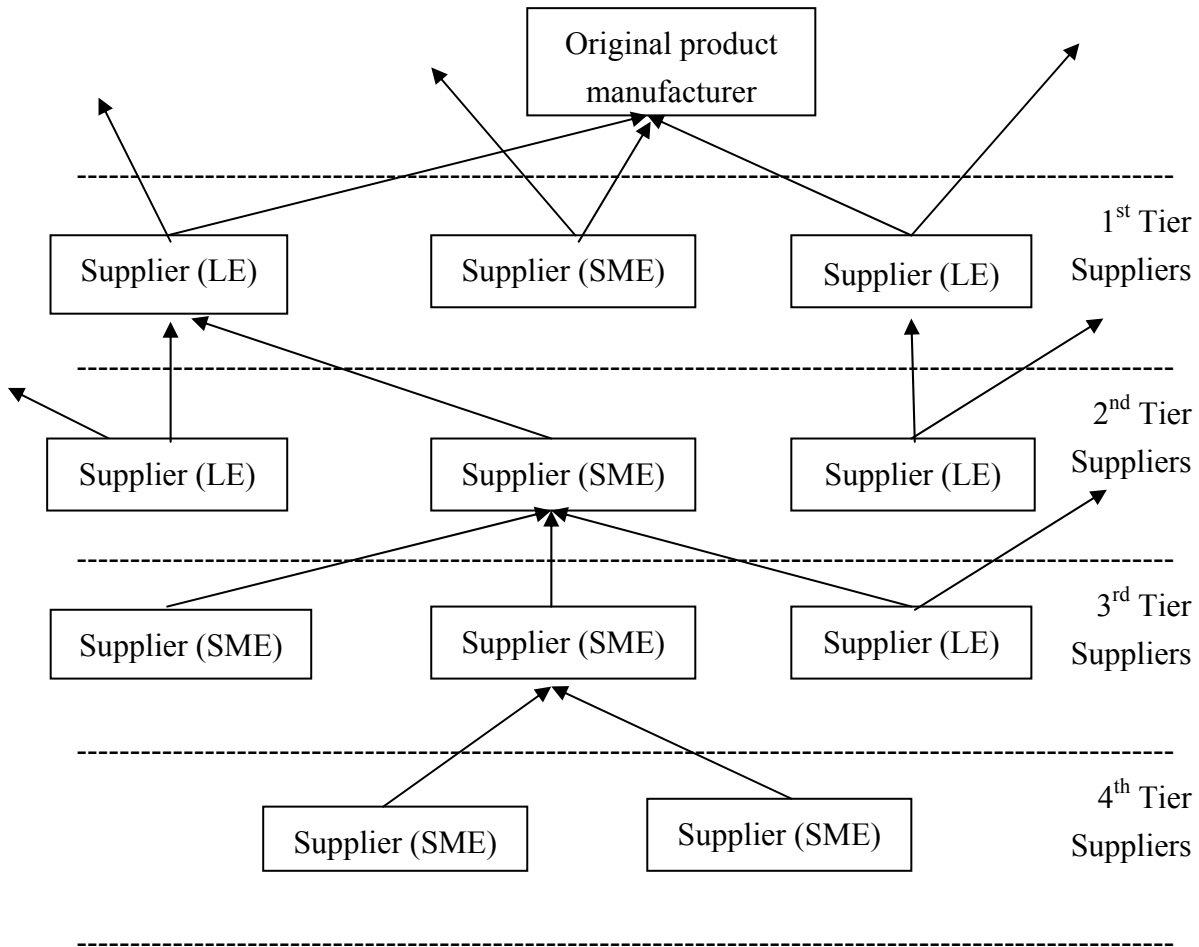 Original product
manufacturer
1st Tier
Suppliers
Supplier (LE)
Supplier (SME)
Supplier (LE)
2nd Tier
Suppliers
Supplier (LE)
Supplier (SME)
Supplier (LE)
3rd Tier
Suppliers
Supplier (SME)
Supplier (SME)
Supplier (LE)
4th Tier
Suppliers
Supplier (SME)
Supplier (SME)